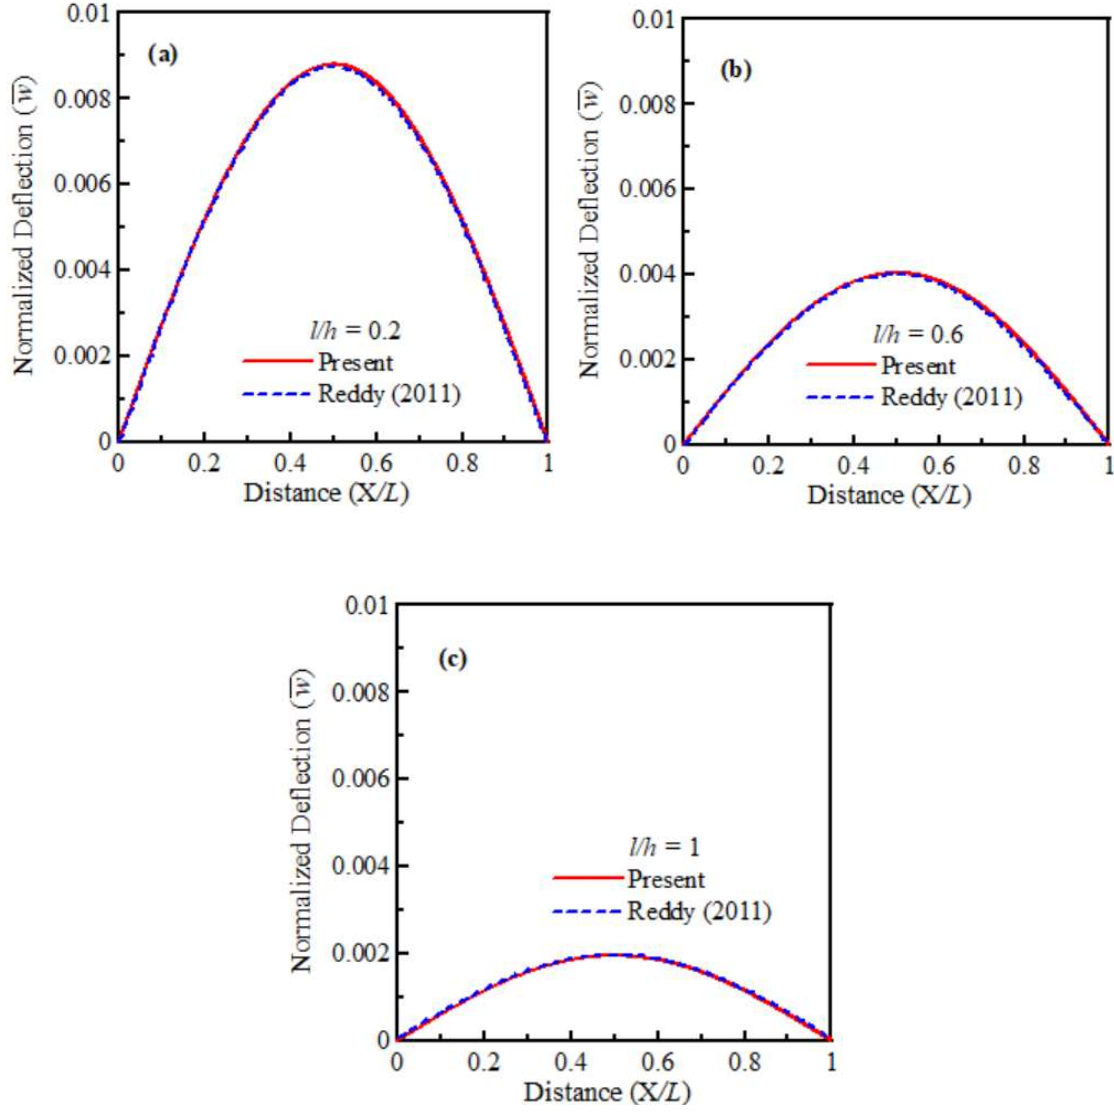 (a)
Normalized Deflection (w̅)
0.01
0.008
0.006
0.004
0.002
0
l/h = 0.2
Present
Reddy (2011)
0 0.2 0.4 0.6 0.8 1
Distance (X/L)
(b)
Normalized Deflection (w̅)
0.01
0.008
0.006
0.004
0.002
0
l/h = 0.6
Present
Reddy (2011)
0 0.2 0.4 0.6 0.8 1
Distance (X/L)
(c)
Normalized Deflection (w̅)
0.01
0.008
0.006
0.004
0.002
0
l/h = 1
Present
Reddy (2011)
0 0.2 0.4 0.6 0.8 1
Distance (X/L)